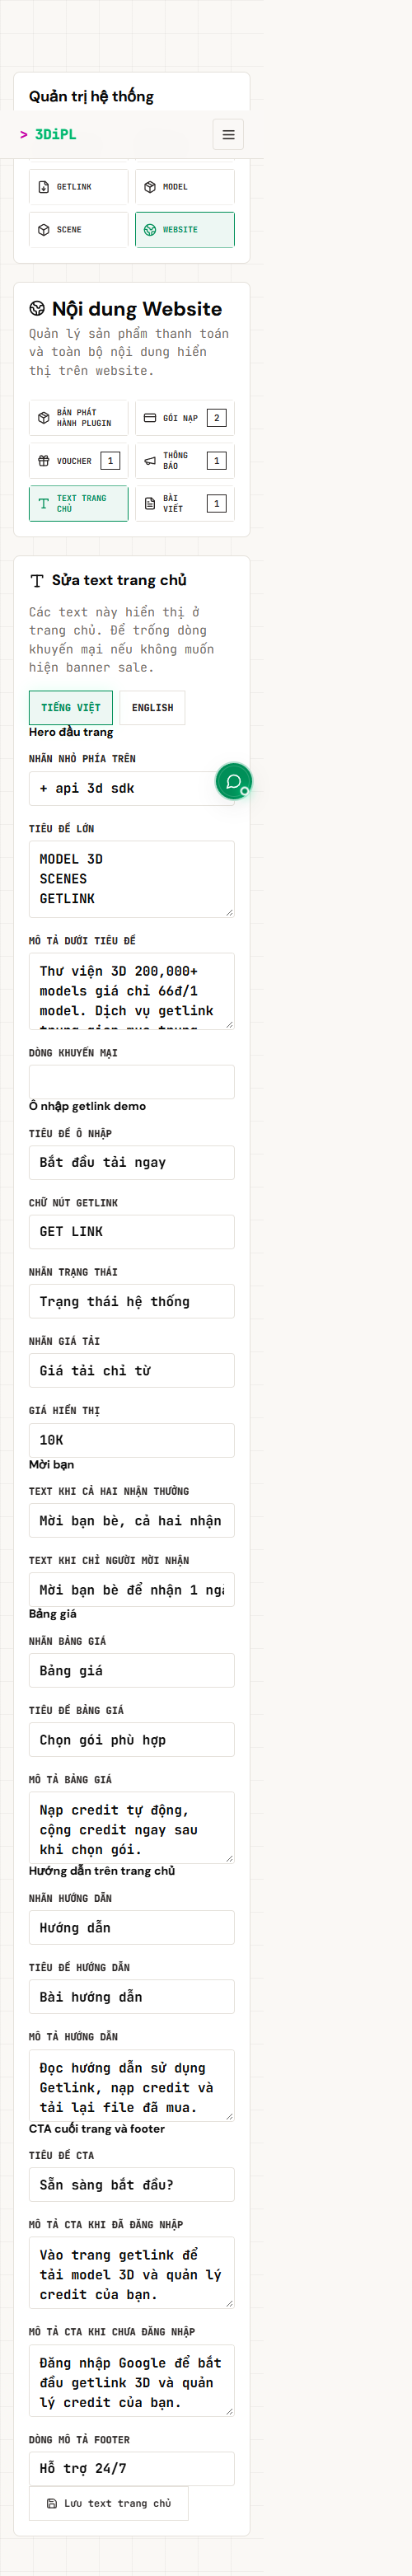 Quản trị hệ thống
> 3DiPL
GETLINK
MODEL
SCENE
WEBSITE
Nội dung Website
Quản lý sản phẩm thanh toán
và toàn bộ nội dung hiển
thị trên website.
BẢN PHÁT
HÀNH PLUGIN
GÓI NẠP 2
VOUCHER 1
THÔNG
BÁO 1
TEXT TRANG
CHỦ
BÀI
VIẾT 1
Sửa text trang chủ
Các text này hiển thị ở
trang chủ. Để trống dòng
khuyến mại nếu không muốn
hiện banner sale.
TIẾNG VIỆT
ENGLISH
Hero đầu trang
NHÃN NHỎ PHÍA TRÊN
+ api 3d sdk
TIÊU ĐỀ LỚN
MODEL 3D
SCENES
GETLINK
MÔ TẢ DƯỚI TIÊU ĐỀ
Thư viện 3D 200,000+
models giá chỉ 66đ/1
model. Dịch vụ getlink
trung gian mua trung
DÒNG KHUYẾN MẠI
Ô nhập getlink demo
TIÊU ĐỀ Ô NHẬP
Bắt đầu tải ngay
CHỮ NÚT GETLINK
GET LINK
NHÃN TRẠNG THÁI
Trạng thái hệ thống
NHÃN GIÁ TẢI
Giá tải chỉ từ
GIÁ HIỂN THỊ
10K
Mời bạn
TEXT KHI CẢ HAI NHẬN THƯỞNG
Mời bạn bè, cả hai nhận
TEXT KHI CHỈ NGƯỜI MỜI NHẬN
Mời bạn bè để nhận 1 ngà
Bảng giá
NHÃN BẢNG GIÁ
Bảng giá
TIÊU ĐỀ BẢNG GIÁ
Chọn gói phù hợp
MÔ TẢ BẢNG GIÁ
Nạp credit tự động,
cộng credit ngay sau
khi chọn gói.
Hướng dẫn trên trang chủ
NHÃN HƯỚNG DẪN
Hướng dẫn
TIÊU ĐỀ HƯỚNG DẪN
Bài hướng dẫn
MÔ TẢ HƯỚNG DẪN
Đọc hướng dẫn sử dụng
Getlink, nạp credit và
tải lại file đã mua.
CTA cuối trang và footer
TIÊU ĐỀ CTA
Sẵn sàng bắt đầu?
MÔ TẢ CTA KHI ĐÃ ĐĂNG NHẬP
Vào trang getlink để
tải model 3D và quản lý
credit của bạn.
MÔ TẢ CTA KHI CHƯA ĐĂNG NHẬP
Đăng nhập Google để bắt
đầu getlink 3D và quản
lý credit của bạn.
DÒNG MÔ TẢ FOOTER
Hỗ trợ 24/7
Lưu text trang chủ